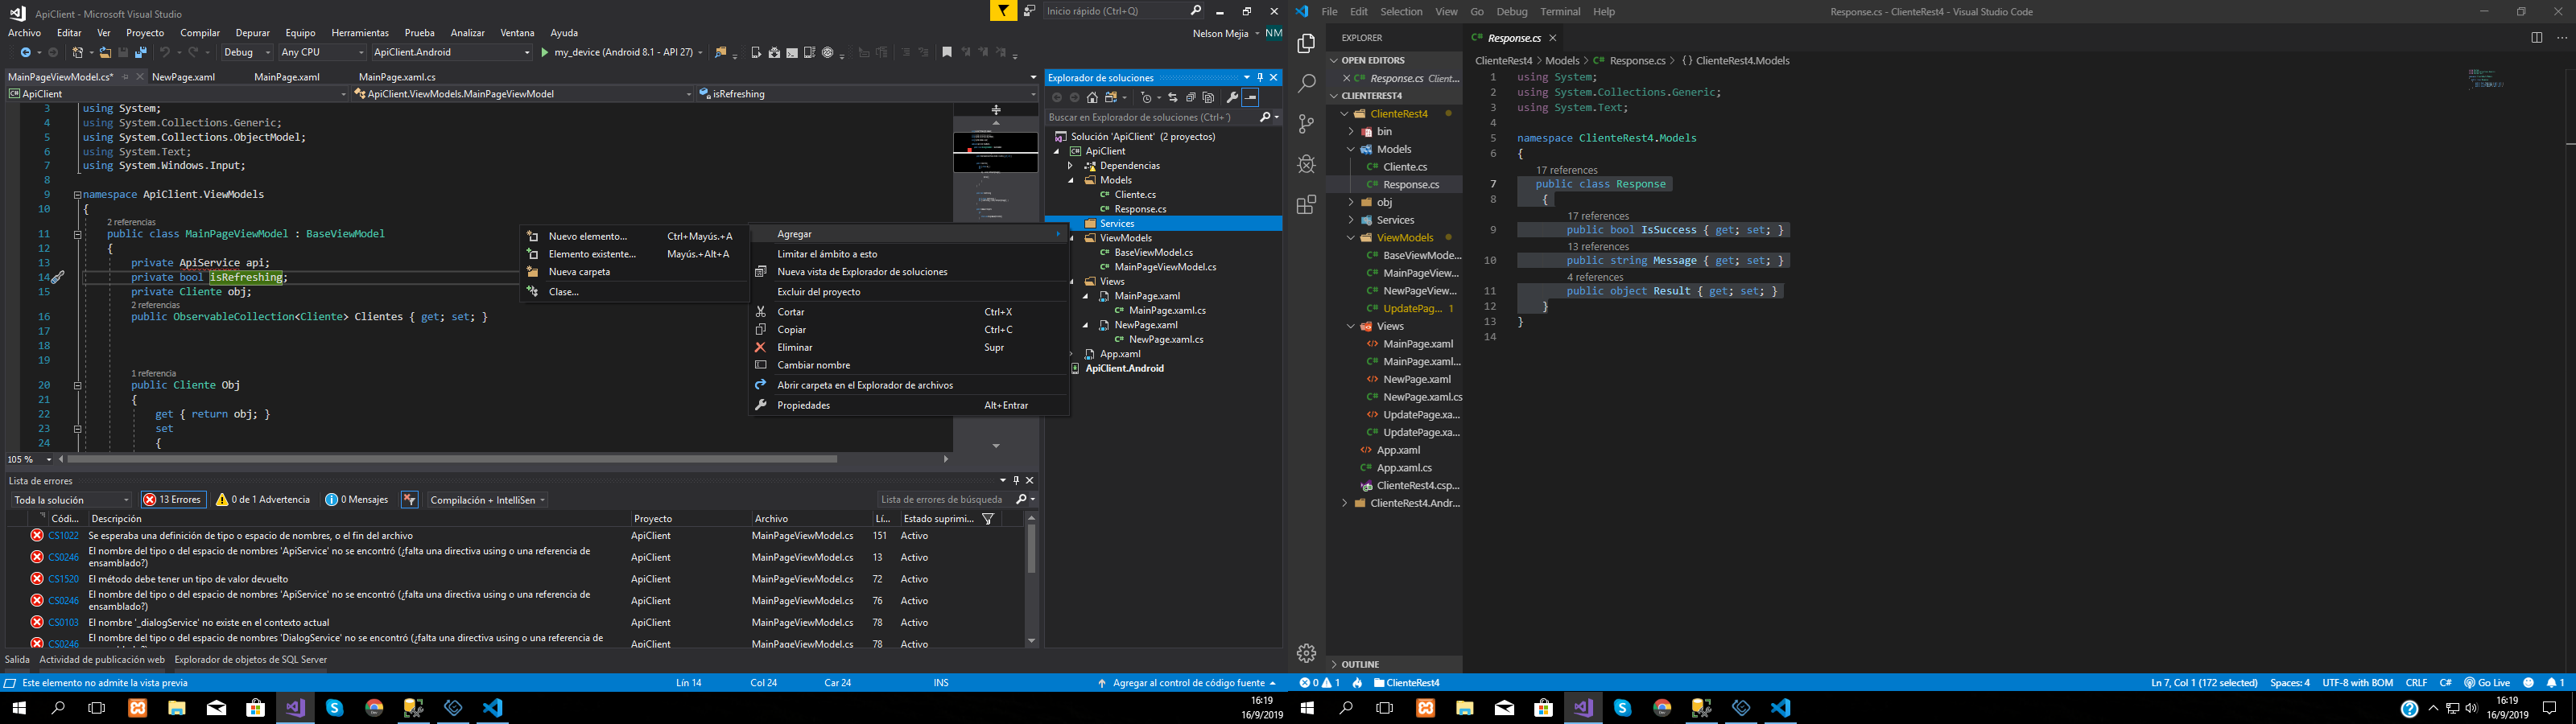 ApiClient - Microsoft Visual Studio
Inicio rápido (Ctrl+Q)
Archivo Editar Ver Proyecto Compilar Depurar Equipo Herramientas Prueba Analizar Ventana Ayuda
Nelson Mejia NM
Debug Any CPU ApiClient.Android my_device (Android 8.1 - API 27)
MainPageViewModel.cs* NewPage.xaml MainPage.xaml MainPage.xaml.cs
ApiClient ApiClient.ViewModels.MainPageViewModel isRefreshing
3 using System;
4 using System.Collections.Generic;
5 using System.Collections.ObjectModel;
6 using System.Text;
7 using System.Windows.Input;
8
9 namespace ApiClient.ViewModels
10 {
2 referencias
11 public class MainPageViewModel : BaseViewModel
12 {
13 private ApiService api;
14 private bool isRefreshing;
15 private Cliente obj;
2 referencias
16 public ObservableCollection<Cliente> Clientes { get; set; }
17
18
19
1 referencia
20 public Cliente Obj
21 {
22 get { return obj; }
23 set
24 {
105 %
Nuevo elemento... Ctrl+Mayús.+A
Elemento existente... Mayús.+Alt+A
Nueva carpeta
Clase...
Agregar
Limitar el ámbito a esto
Nueva vista de Explorador de soluciones
Excluir del proyecto
Cortar Ctrl+X
Copiar Ctrl+C
Eliminar Supr
Cambiar nombre
Abrir carpeta en el Explorador de archivos
Propiedades Alt+Entrar
Explorador de soluciones
Buscar en Explorador de soluciones (Ctrl+´)
Solución 'ApiClient' (2 proyectos)
ApiClient
Dependencias
Models
Cliente.cs
Response.cs
Services
ViewModels
BaseViewModel.cs
MainPageViewModel.cs
Views
MainPage.xaml
MainPage.xaml.cs
NewPage.xaml
NewPage.xaml.cs
App.xaml
ApiClient.Android
Lista de errores
Toda la solución 13 Errores 0 de 1 Advertencia 0 Mensajes Compilación + IntelliSen Lista de errores de búsqueda
Códi... Descripción Proyecto Archivo Lí... Estado suprimi...
CS1022 Se esperaba una definición de tipo o espacio de nombres, o el fin del archivo ApiClient MainPageViewModel.cs 151 Activo
CS0246 El nombre del tipo o del espacio de nombres 'ApiService' no se encontró (¿falta una directiva using o una referencia de ensamblado?) ApiClient MainPageViewModel.cs 13 Activo
CS1520 El método debe tener un tipo de valor devuelto ApiClient MainPageViewModel.cs 72 Activo
CS0246 El nombre del tipo o del espacio de nombres 'ApiService' no se encontró (¿falta una directiva using o una referencia de ensamblado?) ApiClient MainPageViewModel.cs 76 Activo
CS0103 El nombre '_dialogService' no existe en el contexto actual ApiClient MainPageViewModel.cs 78 Activo
CS0246 El nombre del tipo o del espacio de nombres 'DialogService' no se encontró (¿falta una directiva using o una referencia de ApiClient MainPageViewModel.cs 78 Activo
Salida Actividad de publicación web Explorador de objetos de SQL Server
Este elemento no admite la vista previa Lín 14 Col 24 Car 24 INS Agregar al control de código fuente
16:19
16/9/2019
File Edit Selection View Go Debug Terminal Help
Response.cs - ClienteRest4 - Visual Studio Code
EXPLORER
OPEN EDITORS
Response.cs Client...
CLIENTEREST4
ClienteRest4
bin
Models
Cliente.cs
Response.cs
obj
Services
ViewModels
BaseViewMode...
MainPageView...
NewPageView...
UpdatePag... 1
Views
MainPage.xaml
MainPage.xam...
NewPage.xaml
NewPage.xaml.cs
UpdatePage.xa...
UpdatePage.xa...
App.xaml
App.xaml.cs
ClienteRest4.csp...
ClienteRest4.Andr...
OUTLINE
Response.cs
ClienteRest4 > Models > Response.cs > {} ClienteRest4.Models
1 using System;
2 using System.Collections.Generic;
3 using System.Text;
4
5 namespace ClienteRest4.Models
6 {
17 references
7 public class Response
8 {
17 references
9 public bool IsSuccess { get; set; }
13 references
10 public string Message { get; set; }
4 references
11 public object Result { get; set; }
12 }
13 }
14
0 1 ClienteRest4 Ln 7, Col 1 (172 selected) Spaces: 4 UTF-8 with BOM CRLF C# Go Live 1
16:19
16/9/2019